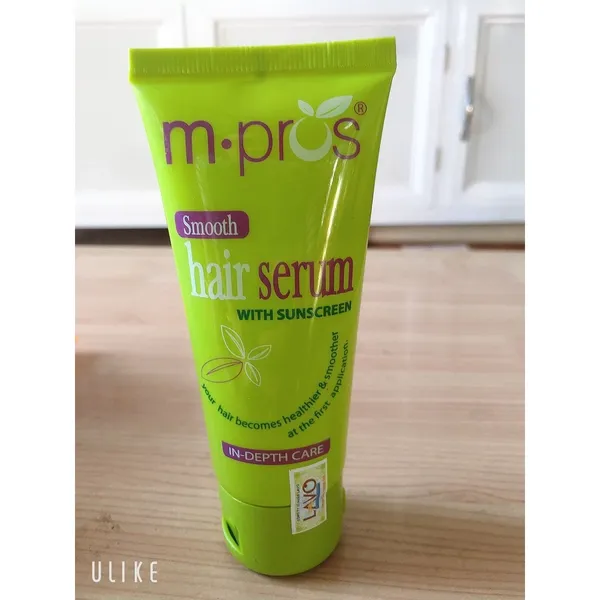 m·pros®
Smooth
hair serum
WITH SUNSCREEN
your hair becomes healthier & smoother
at the first application.
IN-DEPTH CARE
LAVO
ULIKE